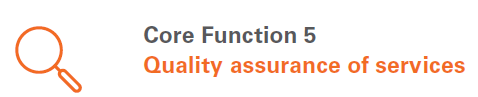 Core Function 5
Quality assurance of services